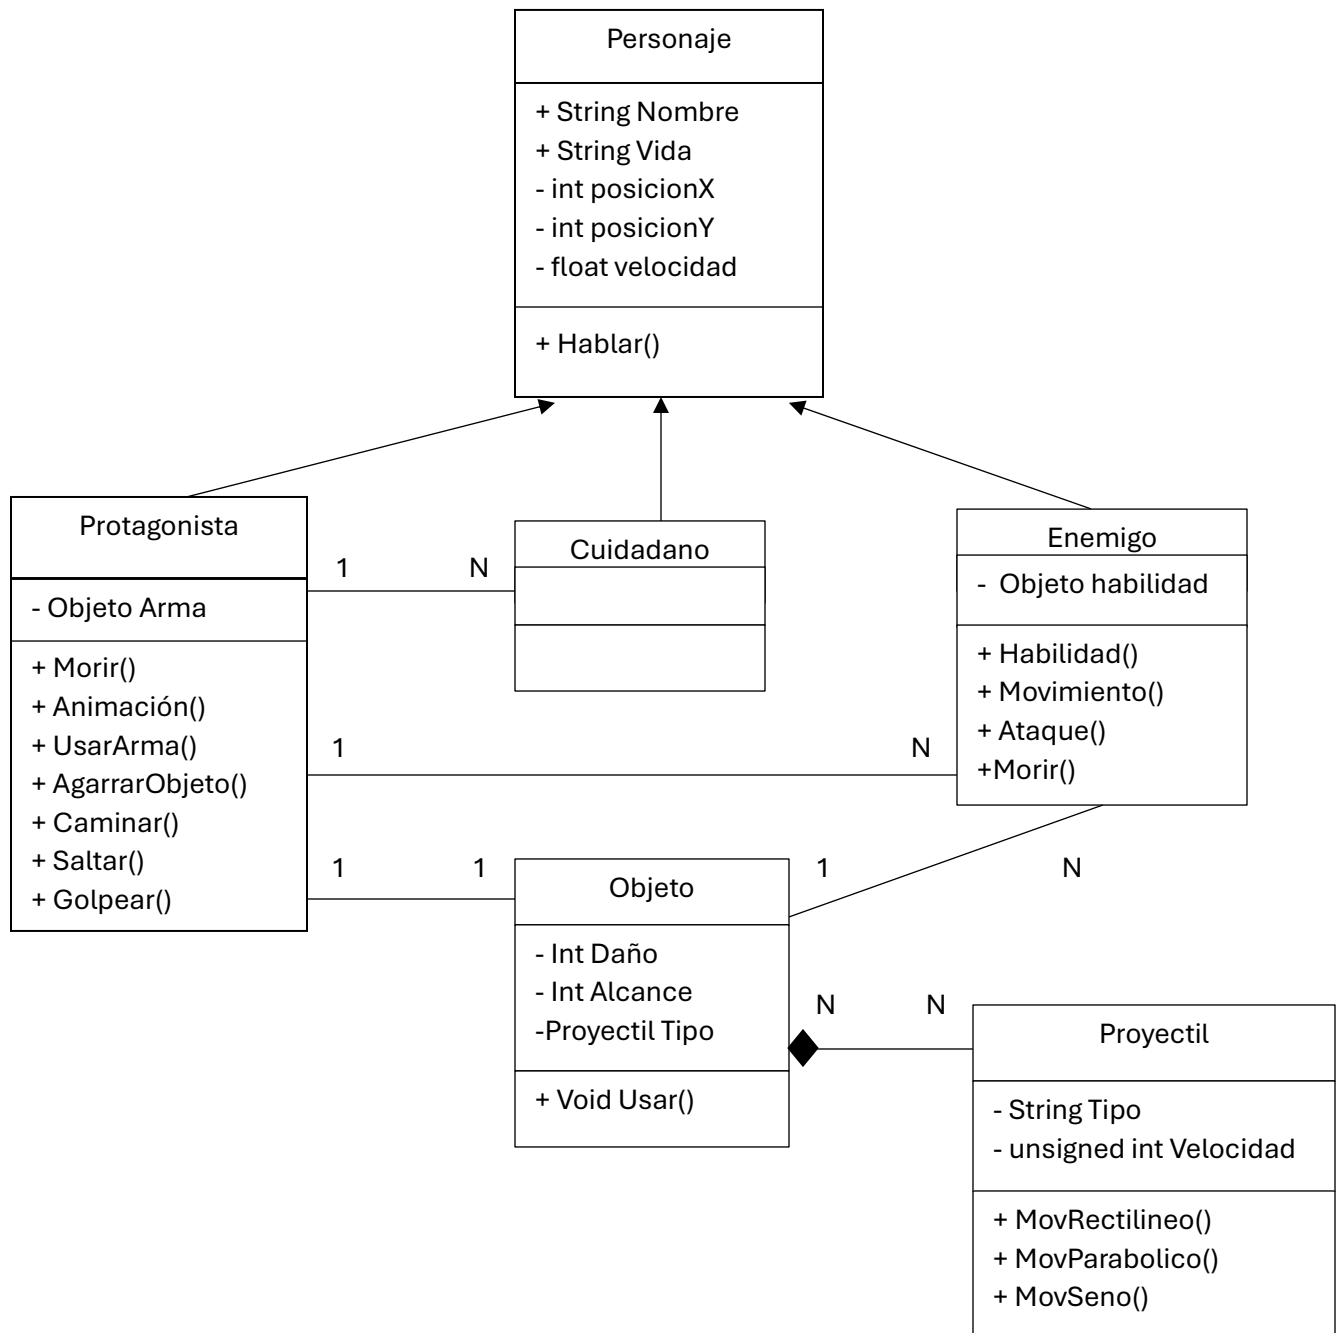 Personaje
+ String Nombre
+ String Vida
- int posicionX
- int posicionY
- float velocidad
+ Hablar()
Protagonista
- Objeto Arma
+ Morir()
+ Animación()
+ UsarArma()
+ AgarrarObjeto()
+ Caminar()
+ Saltar()
+ Golpear()
1 N
Cuidadano
Enemigo
- Objeto habilidad
+ Habilidad()
+ Movimiento()
+ Ataque()
+Morir()
1 N
1 1
Objeto
- Int Daño
- Int Alcance
-Proyectil Tipo
+ Void Usar()
1 N
N N
Proyectil
- String Tipo
- unsigned int Velocidad
+ MovRectilineo()
+ MovParabolico()
+ MovSeno()